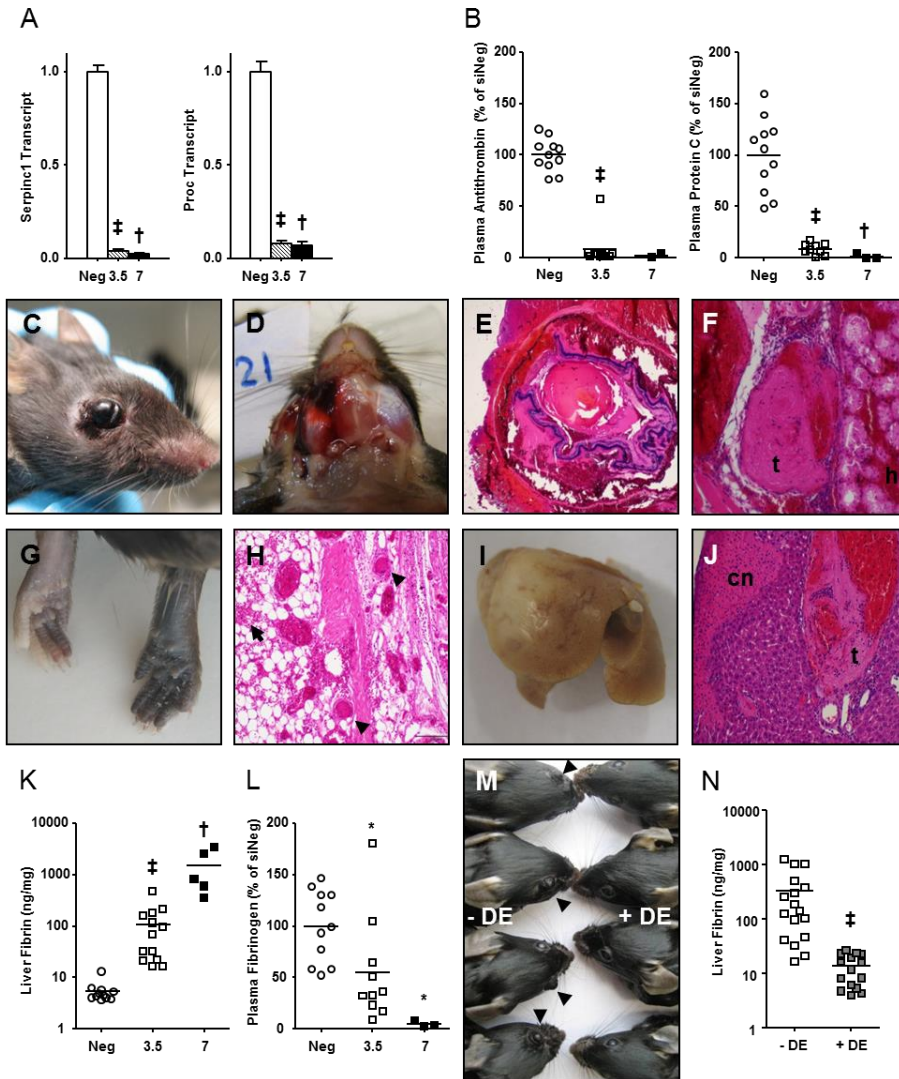 A
Serpinc1 Transcript
1.0
0.5
0.0
‡
†
Neg 3.5 7
Proc Transcript
1.0
0.5
0.0
‡
†
Neg 3.5 7
B
Plasma Antithrombin (% of siNeg)
200
150
100
50
0
‡
Neg 3.5 7
Plasma Protein C (% of siNeg)
200
150
100
50
0
‡
†
Neg 3.5 7
C
D
21
E
F
t
h
G
H
I
J
cn
t
K
Liver Fibrin (ng/mg)
10000
1000
100
10
1
‡
†
Neg 3.5 7
L
Plasma Fibrinogen (% of siNeg)
200
150
100
50
0
*
*
Neg 3.5 7
M
- DE + DE
N
Liver Fibrin (ng/mg)
10000
1000
100
10
1
‡
- DE + DE